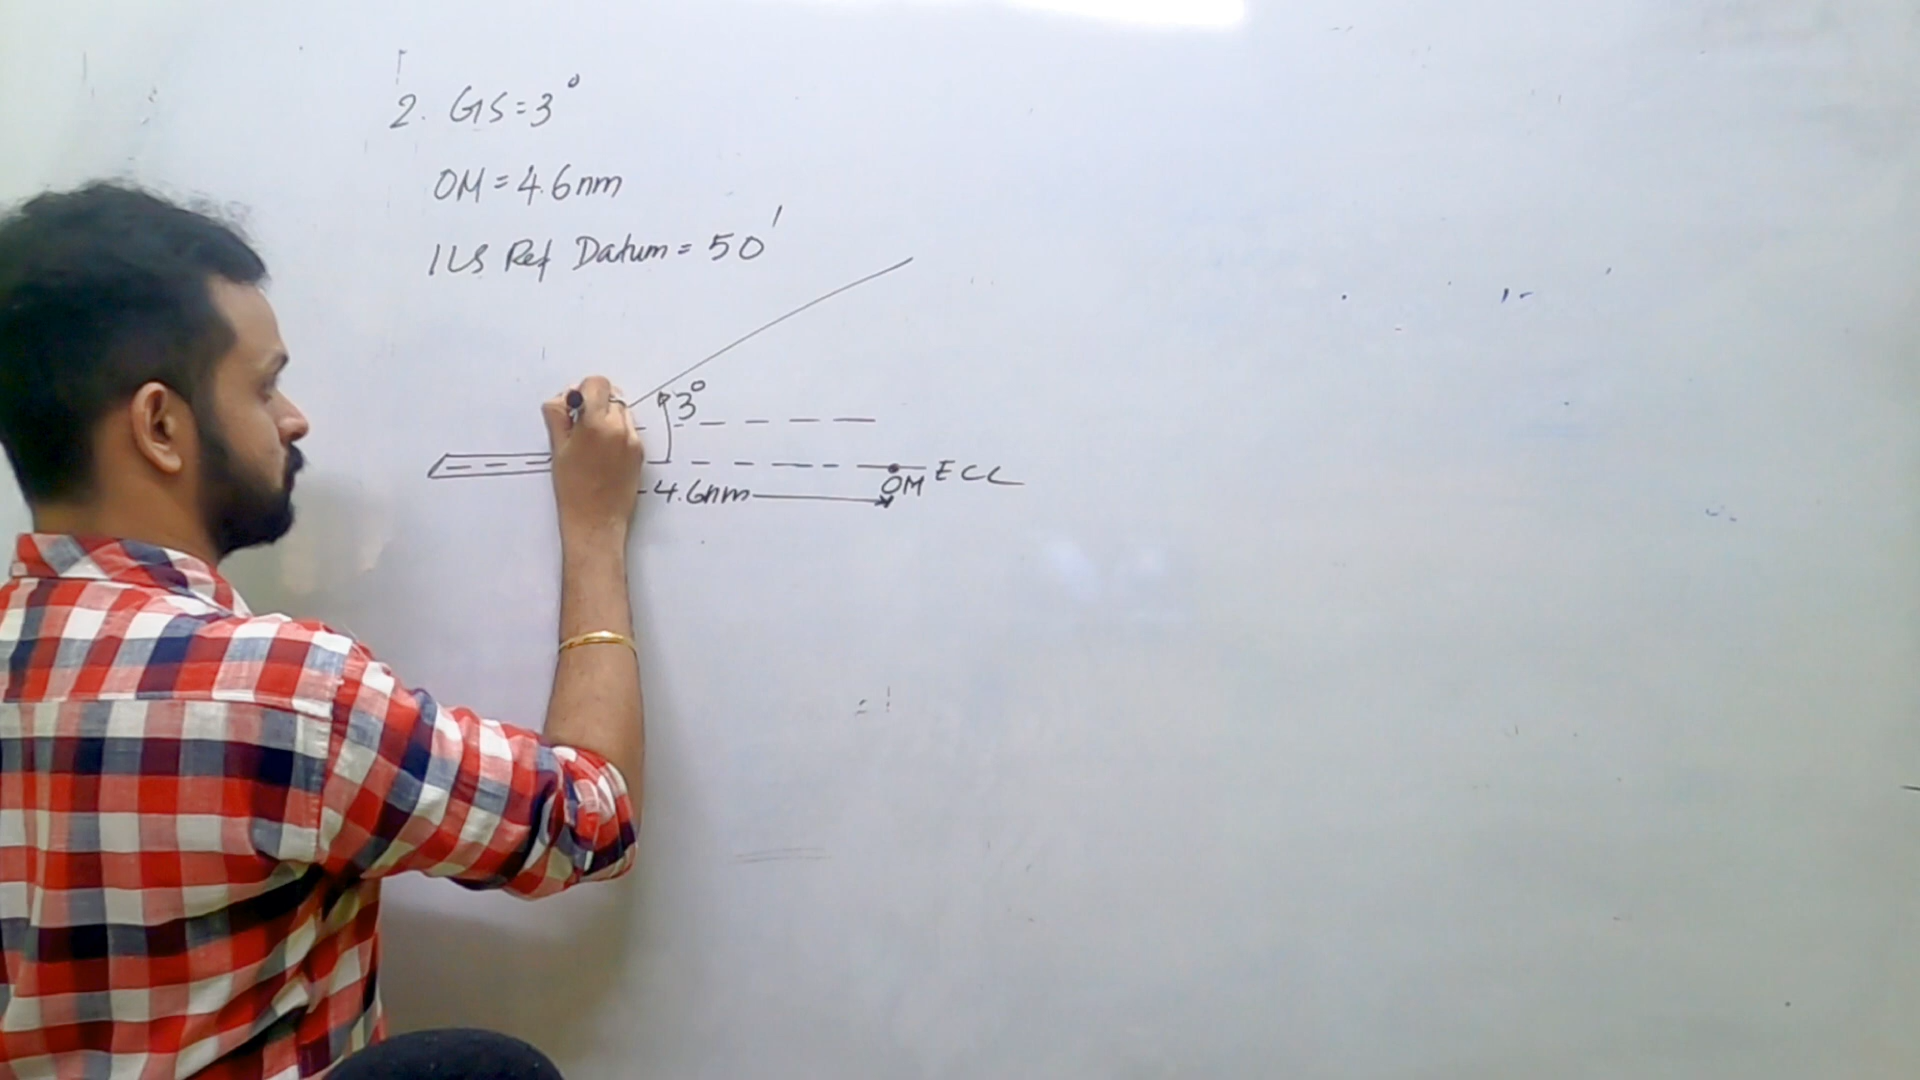 2. GS=3°
OM=4.6nm
ILS Ref Datum=50'
3°
4.6nm
OM
ECL